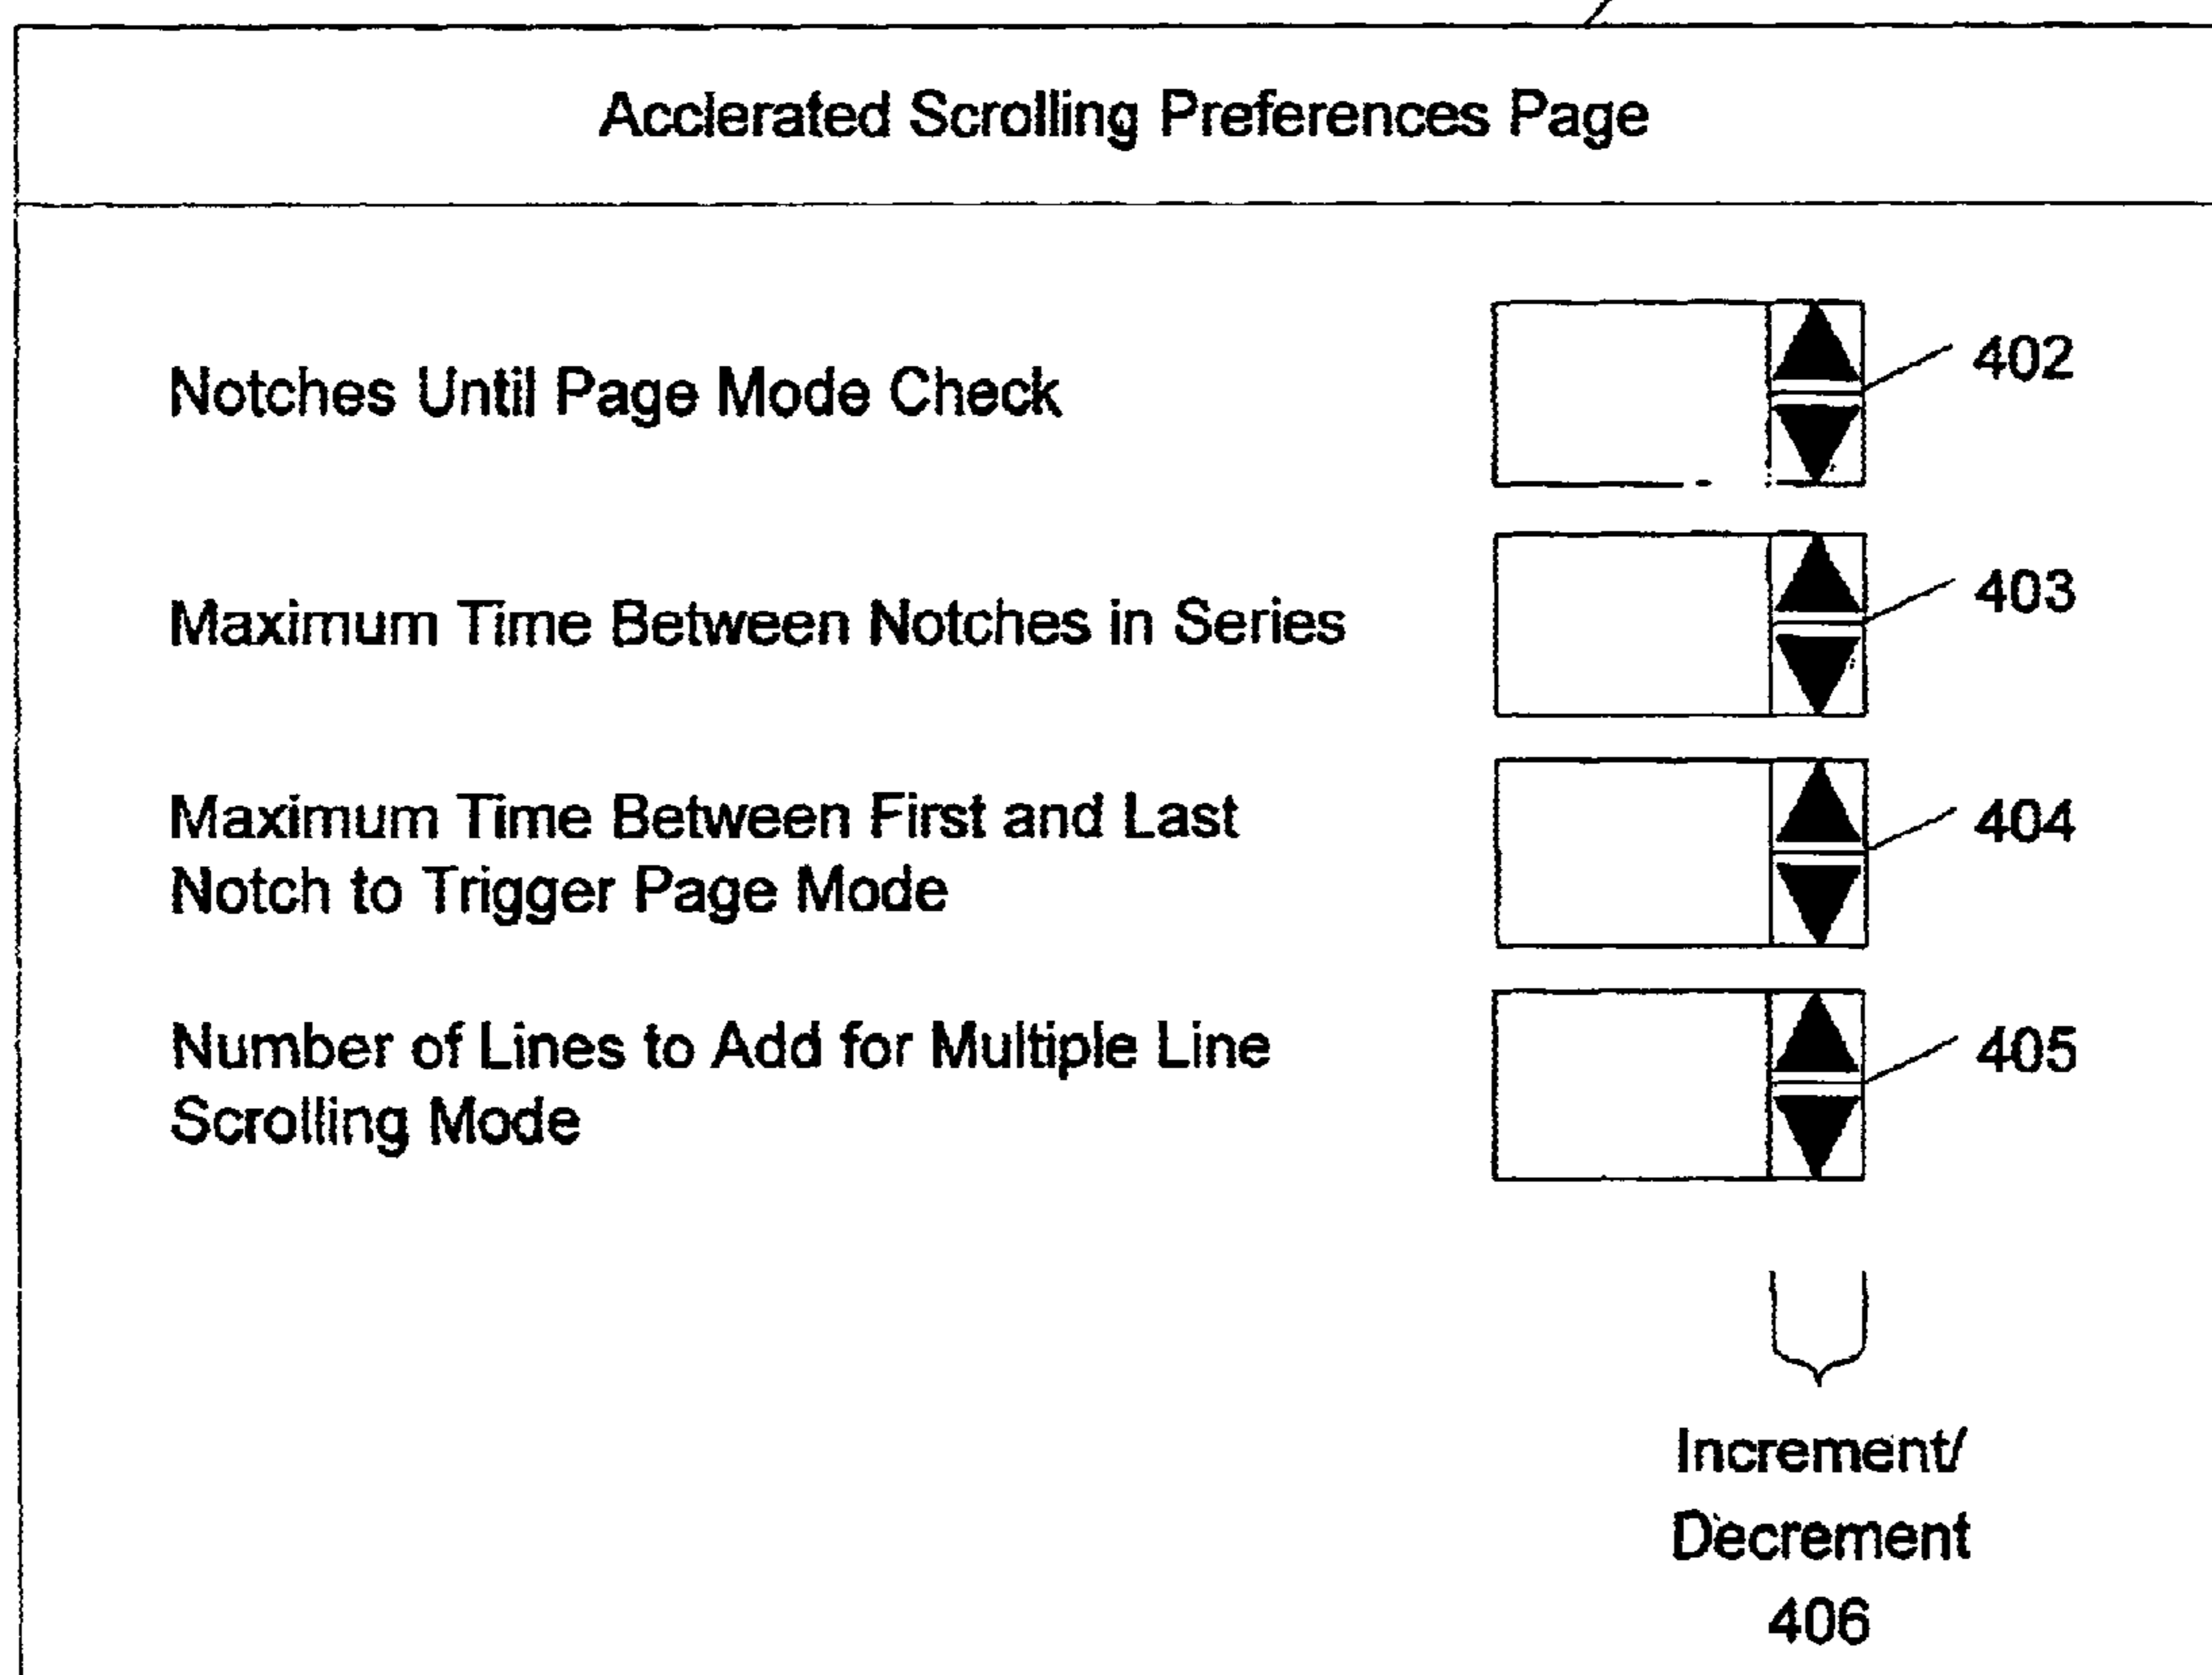 Acclerated Scrolling Preferences Page
Notches Until Page Mode Check
402
Maximum Time Between Notches in Series
403
Maximum Time Between First and Last
Notch to Trigger Page Mode
404
Number of Lines to Add for Multiple Line
Scrolling Mode
405
Increment/
Decrement
406